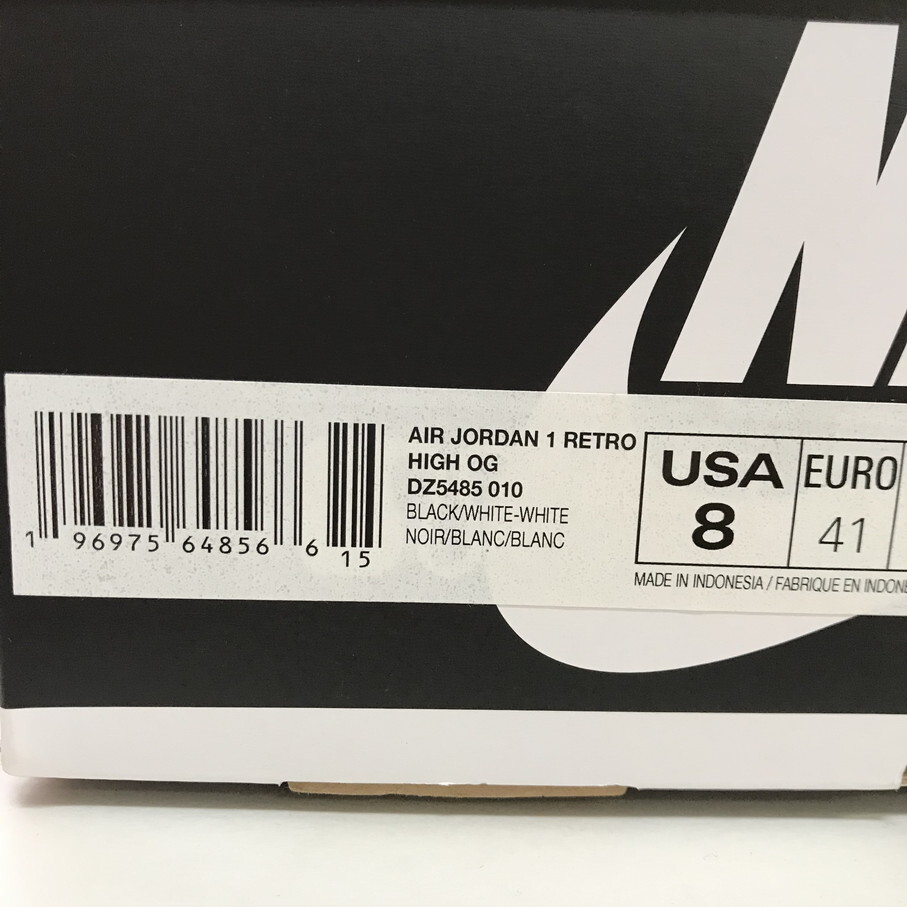 AIR JORDAN 1 RETRO
HIGH OG
DZ5485 010
BLACK/WHITE-WHITE
NOIR/BLANC/BLANC
USA
8
EURO
41
MADE IN INDONESIA / FABRIQUE EN
1 96975 64856 6 15